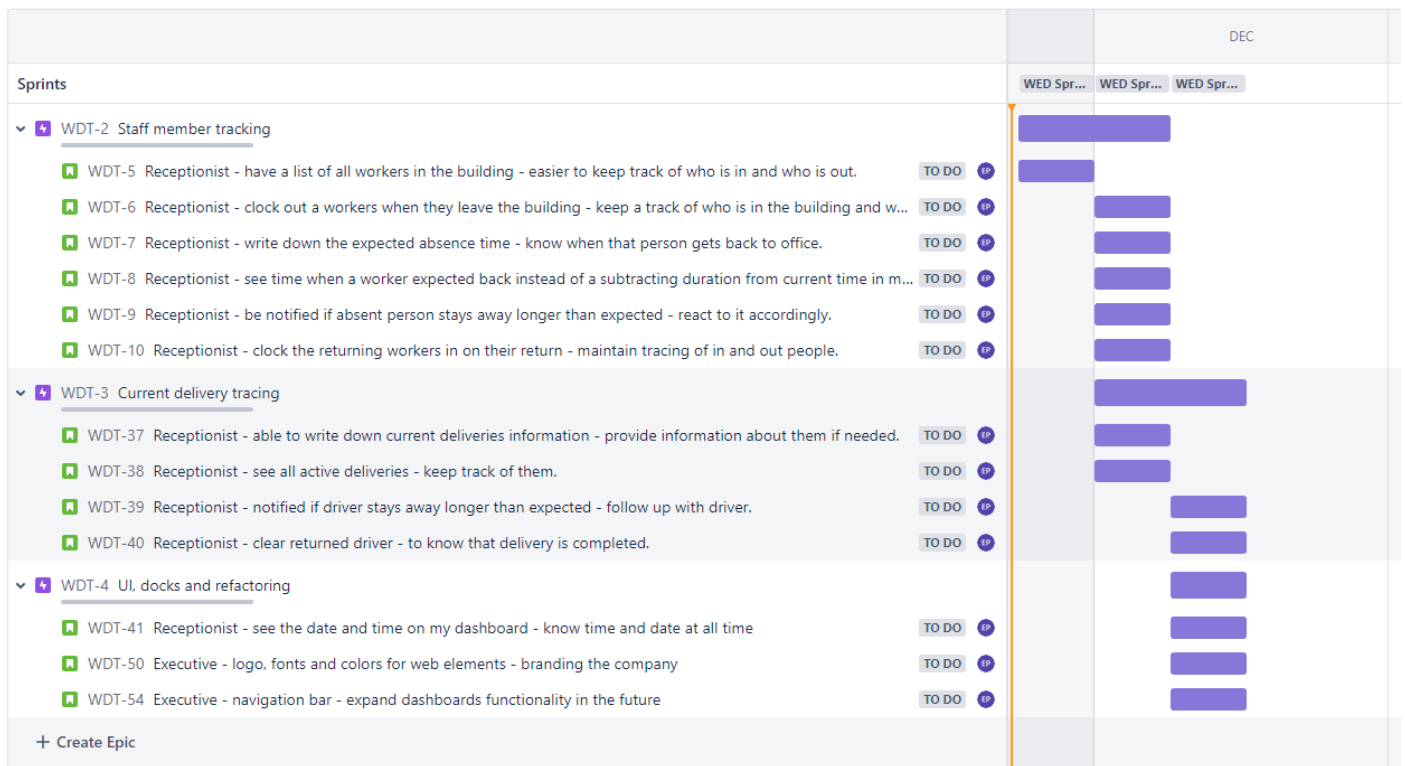 DEC
Sprints
WED Spr... WED Spr... WED Spr...
WDT-2 Staff member tracking
WDT-5 Receptionist - have a list of all workers in the building - easier to keep track of who is in and who is out. TO DO EP
WDT-6 Receptionist - clock out a workers when they leave the building - keep a track of who is in the building and w... TO DO EP
WDT-7 Receptionist - write down the expected absence time - know when that person gets back to office. TO DO EP
WDT-8 Receptionist - see time when a worker expected back instead of a subtracting duration from current time in m... TO DO EP
WDT-9 Receptionist - be notified if absent person stays away longer than expected - react to it accordingly. TO DO EP
WDT-10 Receptionist - clock the returning workers in on their return - maintain tracing of in and out people. TO DO EP
WDT-3 Current delivery tracing
WDT-37 Receptionist - able to write down current deliveries information - provide information about them if needed. TO DO EP
WDT-38 Receptionist - see all active deliveries - keep track of them. TO DO EP
WDT-39 Receptionist - notified if driver stays away longer than expected - follow up with driver. TO DO EP
WDT-40 Receptionist - clear returned driver - to know that delivery is completed. TO DO EP
WDT-4 UI, docks and refactoring
WDT-41 Receptionist - see the date and time on my dashboard - know time and date at all time TO DO EP
WDT-50 Executive - logo, fonts and colors for web elements - branding the company TO DO EP
WDT-54 Executive - navigation bar - expand dashboards functionality in the future TO DO EP
+ Create Epic